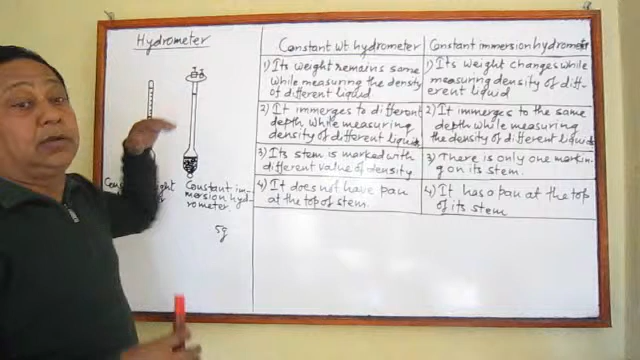 Hydrometer
Constant im-
mersion hyd-
rometer.
5g
Constant wt hydrometer
1) Its weight remains same
while measuring the density
of different liquid
2) It immerges to different
depth while measuring
density of different liquids
3) Its stem is marked with
different value of density
4) It does not have pan
at the top of stem.
Constant immersion hydrometer
1) Its weight changes while
measuring density of diff-
erent liquid
2) It immerges to the same
depth while measuring
the density of different liquids
3) There is only one markin-
g on its stem.
4) It has a pan at the top
of its stem